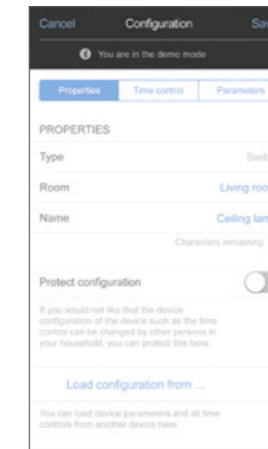 Cancel Configuration Sav
You are in the demo mode
Properties Time control Parameters
PROPERTIES
Type Swit
Room Living roo
Name Ceiling lan
Characters remaining:
Protect configuration
If you would not like that the device
configuration of the device such as the time
control can be changed by other persons in
your household, you can protect this here.
Load configuration from ...
You can load device parameters and all time
controls from another device here.